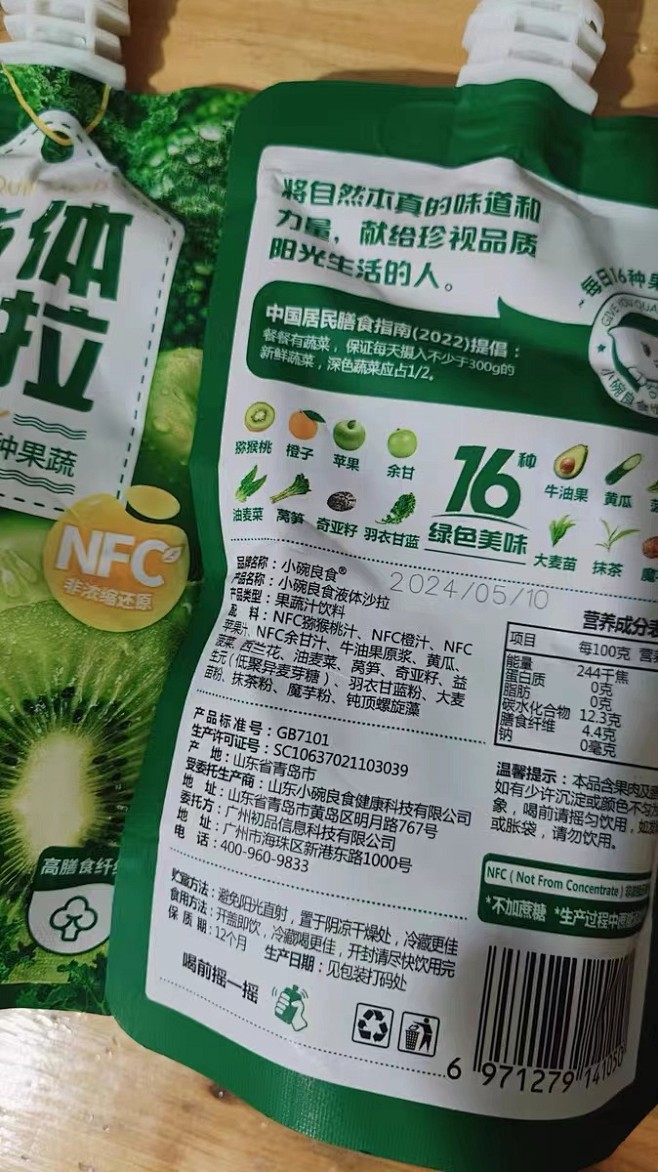 体
拉
种果蔬
NFC
非浓缩还原
高膳食纤
将自然本真的味道和
力量，献给珍视品质
阳光生活的人。
中国居民膳食指南(2022)提倡：
餐餐有蔬菜，保证每天摄入不少于300g的
新鲜蔬菜，深色蔬菜应占1/2。
每日16种果
GIVE YOU QUA
小碗良食
猕猴桃 橙子 苹果 余甘
油麦菜 莴笋 奇亚籽 羽衣甘蓝
16种
绿色美味
牛油果 黄瓜
大麦苗 抹茶 魔
品牌名称：小碗良食®
产品名称：小碗良食液体沙拉
产品类型：果蔬汁饮料
2024/05/10
配 料：NFC猕猴桃汁、NFC橙汁、NFC
苹果汁、NFC余甘汁、牛油果原浆、黄瓜、
菠菜、西兰花、油麦菜、莴笋、奇亚籽、益
生元（低聚异麦芽糖）、羽衣甘蓝粉、大麦
苗粉、抹茶粉、魔芋粉、钝顶螺旋藻
营养成分表
项目 每100克 营养
能量 244千焦
蛋白质 0克
脂肪 0克
碳水化合物 12.3克
膳食纤维 4.4克
钠 0毫克
产品标准号：GB7101
生产许可证号：SC10637021103039
产 地：山东省青岛市
受委托生产商：山东小碗良食健康科技有限公司
地 址：山东省青岛市黄岛区明月路767号
委托方：广州初品信息科技有限公司
地 址：广州市海珠区新港东路1000号
电 话：400-960-9833
温馨提示：本品含果肉及
如有少许沉淀或颜色不匀
象，喝前请摇匀饮用，如发
或胀袋，请勿饮用。
NFC ( Not From Concentrate )
*不加蔗糖 *生产过程中
贮藏方法：避免阳光直射，置于阴凉干燥处，冷藏更佳
食用方法：开盖即饮，冷藏喝更佳，开封请尽快饮用完
保 质 期：12个月 生产日期：见包装打码处
喝前摇一摇
6 971279 141050